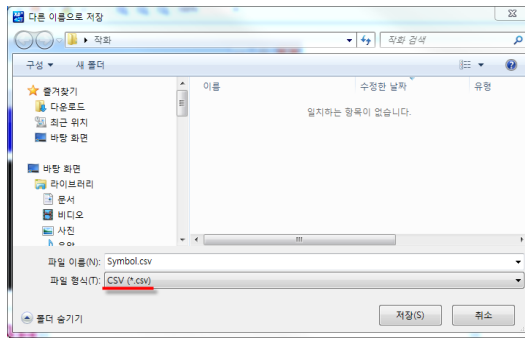 다른 이름으로 저장
작화
작화 검색
구성 새 폴더
이름 수정한 날짜 유형
즐겨찾기
다운로드
최근 위치
바탕 화면
일치하는 항목이 없습니다.
바탕 화면
라이브러리
문서
비디오
사진
파일 이름(N): Symbol.csv
파일 형식(T): CSV (*.csv)
폴더 숨기기 저장(S) 취소